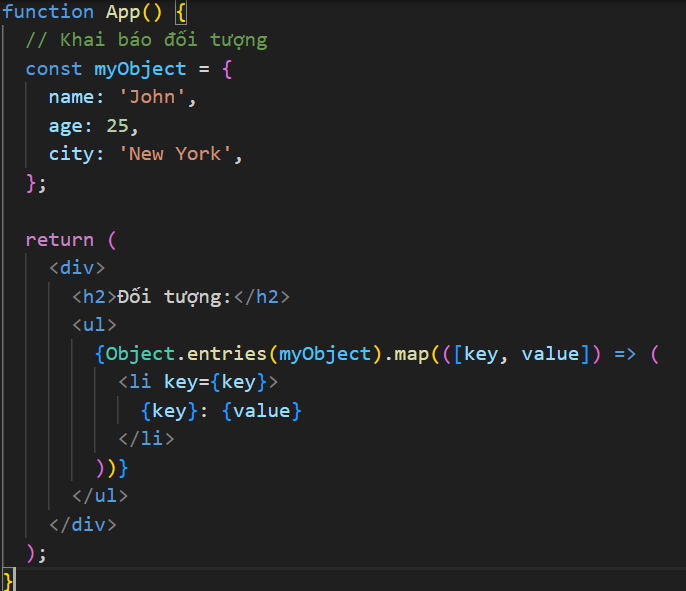 function App() {
  // Khai báo đối tượng
  const myObject = {
    name: 'John',
    age: 25,
    city: 'New York',
  };

  return (
    <div>
      <h2>Đối tượng:</h2>
      <ul>
        {Object.entries(myObject).map(([key, value]) => (
          <li key={key}>
            {key}: {value}
          </li>
        ))}
      </ul>
    </div>
  );
}